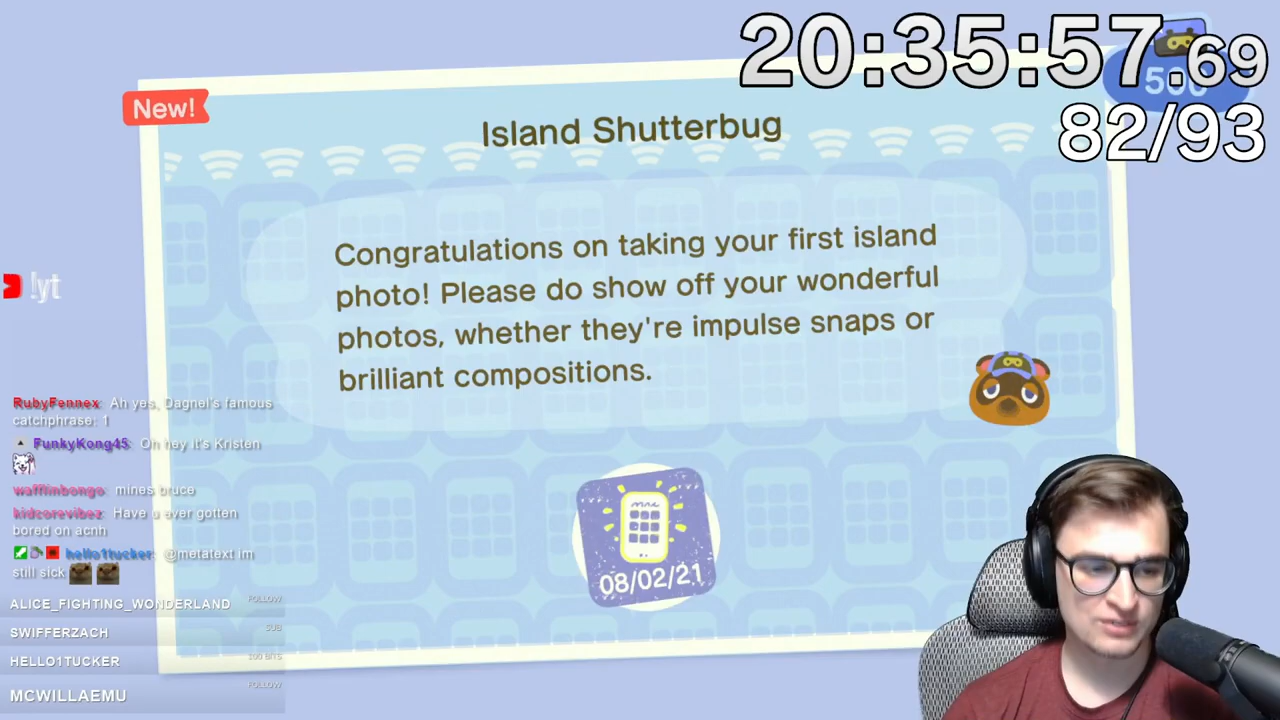 20:35:57.69
500
82/93
New!
Island Shutterbug
Congratulations on taking your first island
photo! Please do show off your wonderful
photos, whether they're impulse snaps or
brilliant compositions.
08/02/21
!yt
RubyFennex: Ah yes, Dagnel's famous
catchphrase: 1
FunkyKong45: Oh hey it's Kristen
wafflinbongo: mines bruce
kidcorevibez: Have u ever gotten
bored on acnh
hello1tucker: @metatext im
still sick
ALICE_FIGHTING_WONDERLAND FOLLOW
SWIFFERZACH SUB
HELLO1TUCKER 100 BITS
MCWILLAEMU FOLLOW